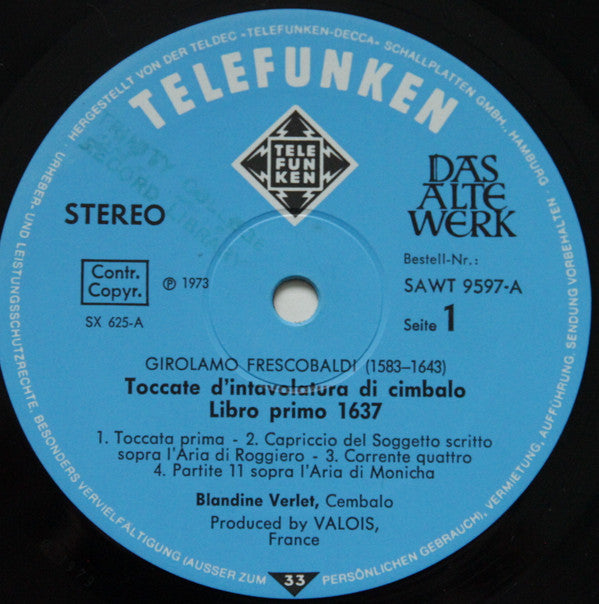 HERGESTELLT VON DER TELDEC »TELEFUNKEN-DECCA« SCHALLPLATTEN GMBH., HAMBURG
URHEBER- UND LEISTUNGSSCHUTZRECHTE, BESONDERS VERVIELFÄLTIGUNG (AUSSER ZUM PERSÖNLICHEN GEBRAUCH), VERMIETUNG, AUFFÜHRUNG, SENDUNG VORBEHALTEN.
TELEFUNKEN
TELE
FUN
KEN
TRINITY COLLEGE
RECORD LIBRARY
DAS
ALTE
WERK
STEREO
Bestell-Nr.:
Contr.
Copyr.
℗ 1973
SAWT 9597-A
SX 625-A
Seite 1
GIROLAMO FRESCOBALDI (1583–1643)
Toccate d'intavolatura di cimbalo
Libro primo 1637
1. Toccata prima - 2. Capriccio del Soggetto scritto
sopra l'Aria di Roggiero - 3. Corrente quattro
4. Partite 11 sopra l'Aria di Monicha
Blandine Verlet, Cembalo
Produced by VALOIS,
France
33